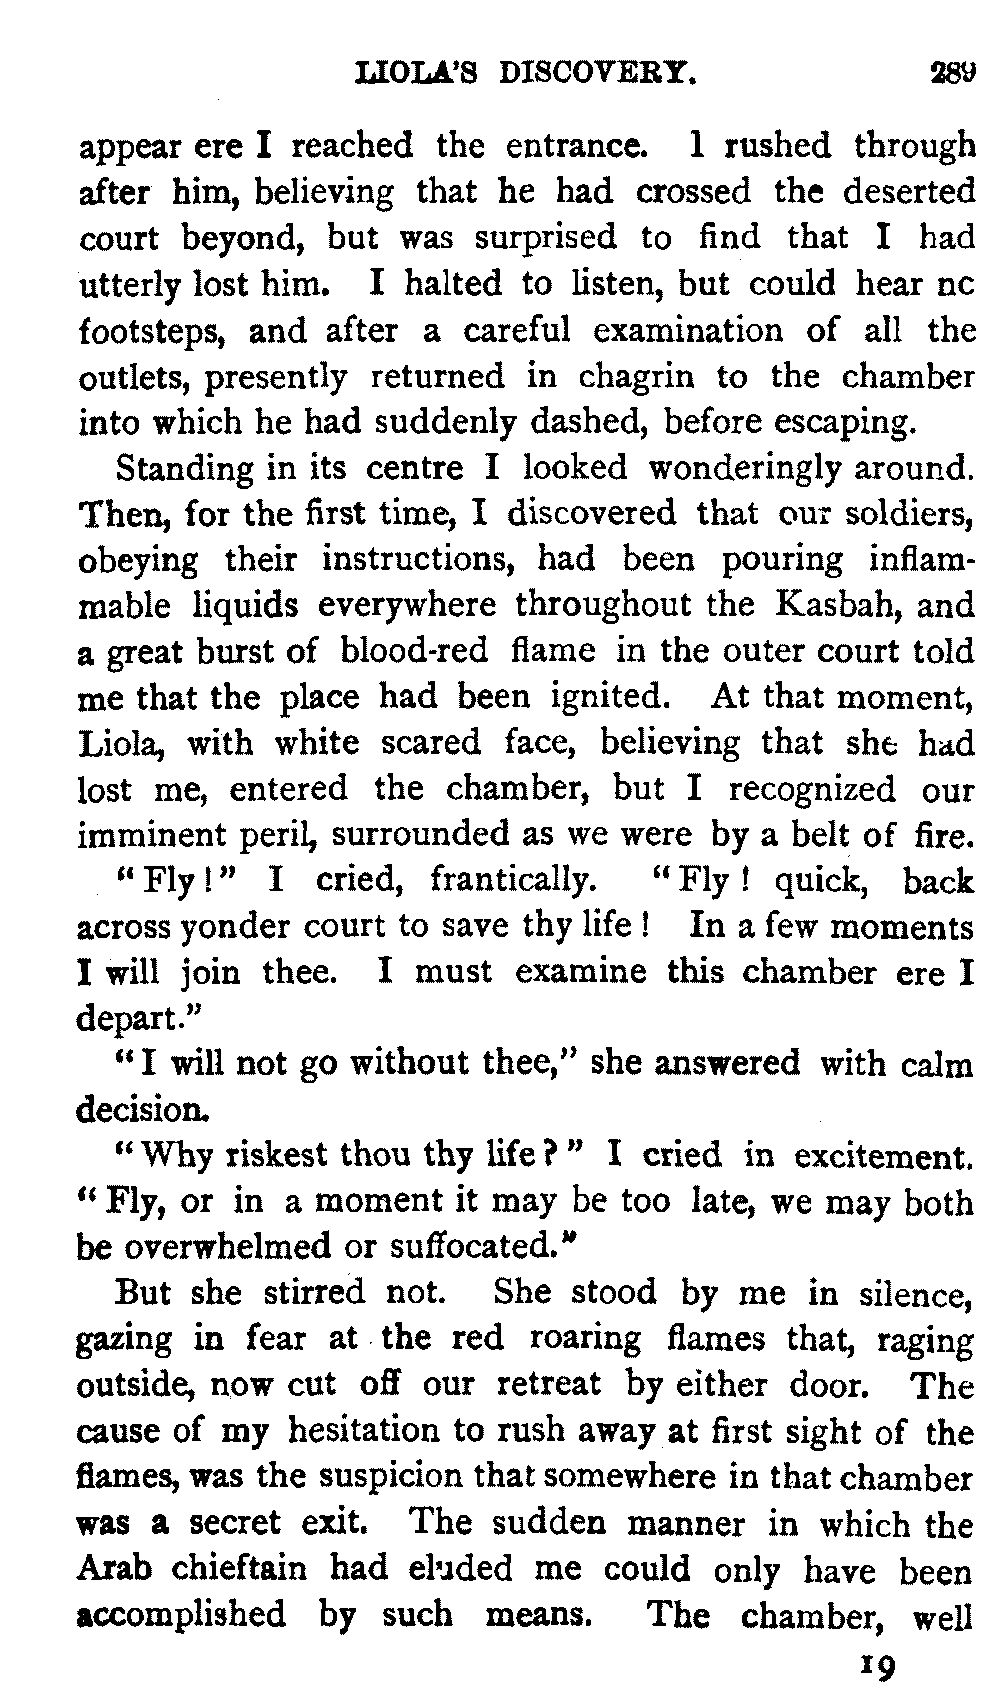 LIOLA'S DISCOVERY. 289
appear ere I reached the entrance. I rushed through
after him, believing that he had crossed the deserted
court beyond, but was surprised to find that I had
utterly lost him. I halted to listen, but could hear nc
footsteps, and after a careful examination of all the
outlets, presently returned in chagrin to the chamber
into which he had suddenly dashed, before escaping.
Standing in its centre I looked wonderingly around.
Then, for the first time, I discovered that our soldiers,
obeying their instructions, had been pouring inflam-
mable liquids everywhere throughout the Kasbah, and
a great burst of blood-red flame in the outer court told
me that the place had been ignited. At that moment,
Liola, with white scared face, believing that she had
lost me, entered the chamber, but I recognized our
imminent peril, surrounded as we were by a belt of fire.
"Fly!" I cried, frantically. "Fly! quick, back
across yonder court to save thy life! In a few moments
I will join thee. I must examine this chamber ere I
depart."
"I will not go without thee," she answered with calm
decision.
"Why riskest thou thy life?" I cried in excitement.
"Fly, or in a moment it may be too late, we may both
be overwhelmed or suffocated."
But she stirred not. She stood by me in silence,
gazing in fear at the red roaring flames that, raging
outside, now cut off our retreat by either door. The
cause of my hesitation to rush away at first sight of the
flames, was the suspicion that somewhere in that chamber
was a secret exit. The sudden manner in which the
Arab chieftain had eluded me could only have been
accomplished by such means. The chamber, well
19